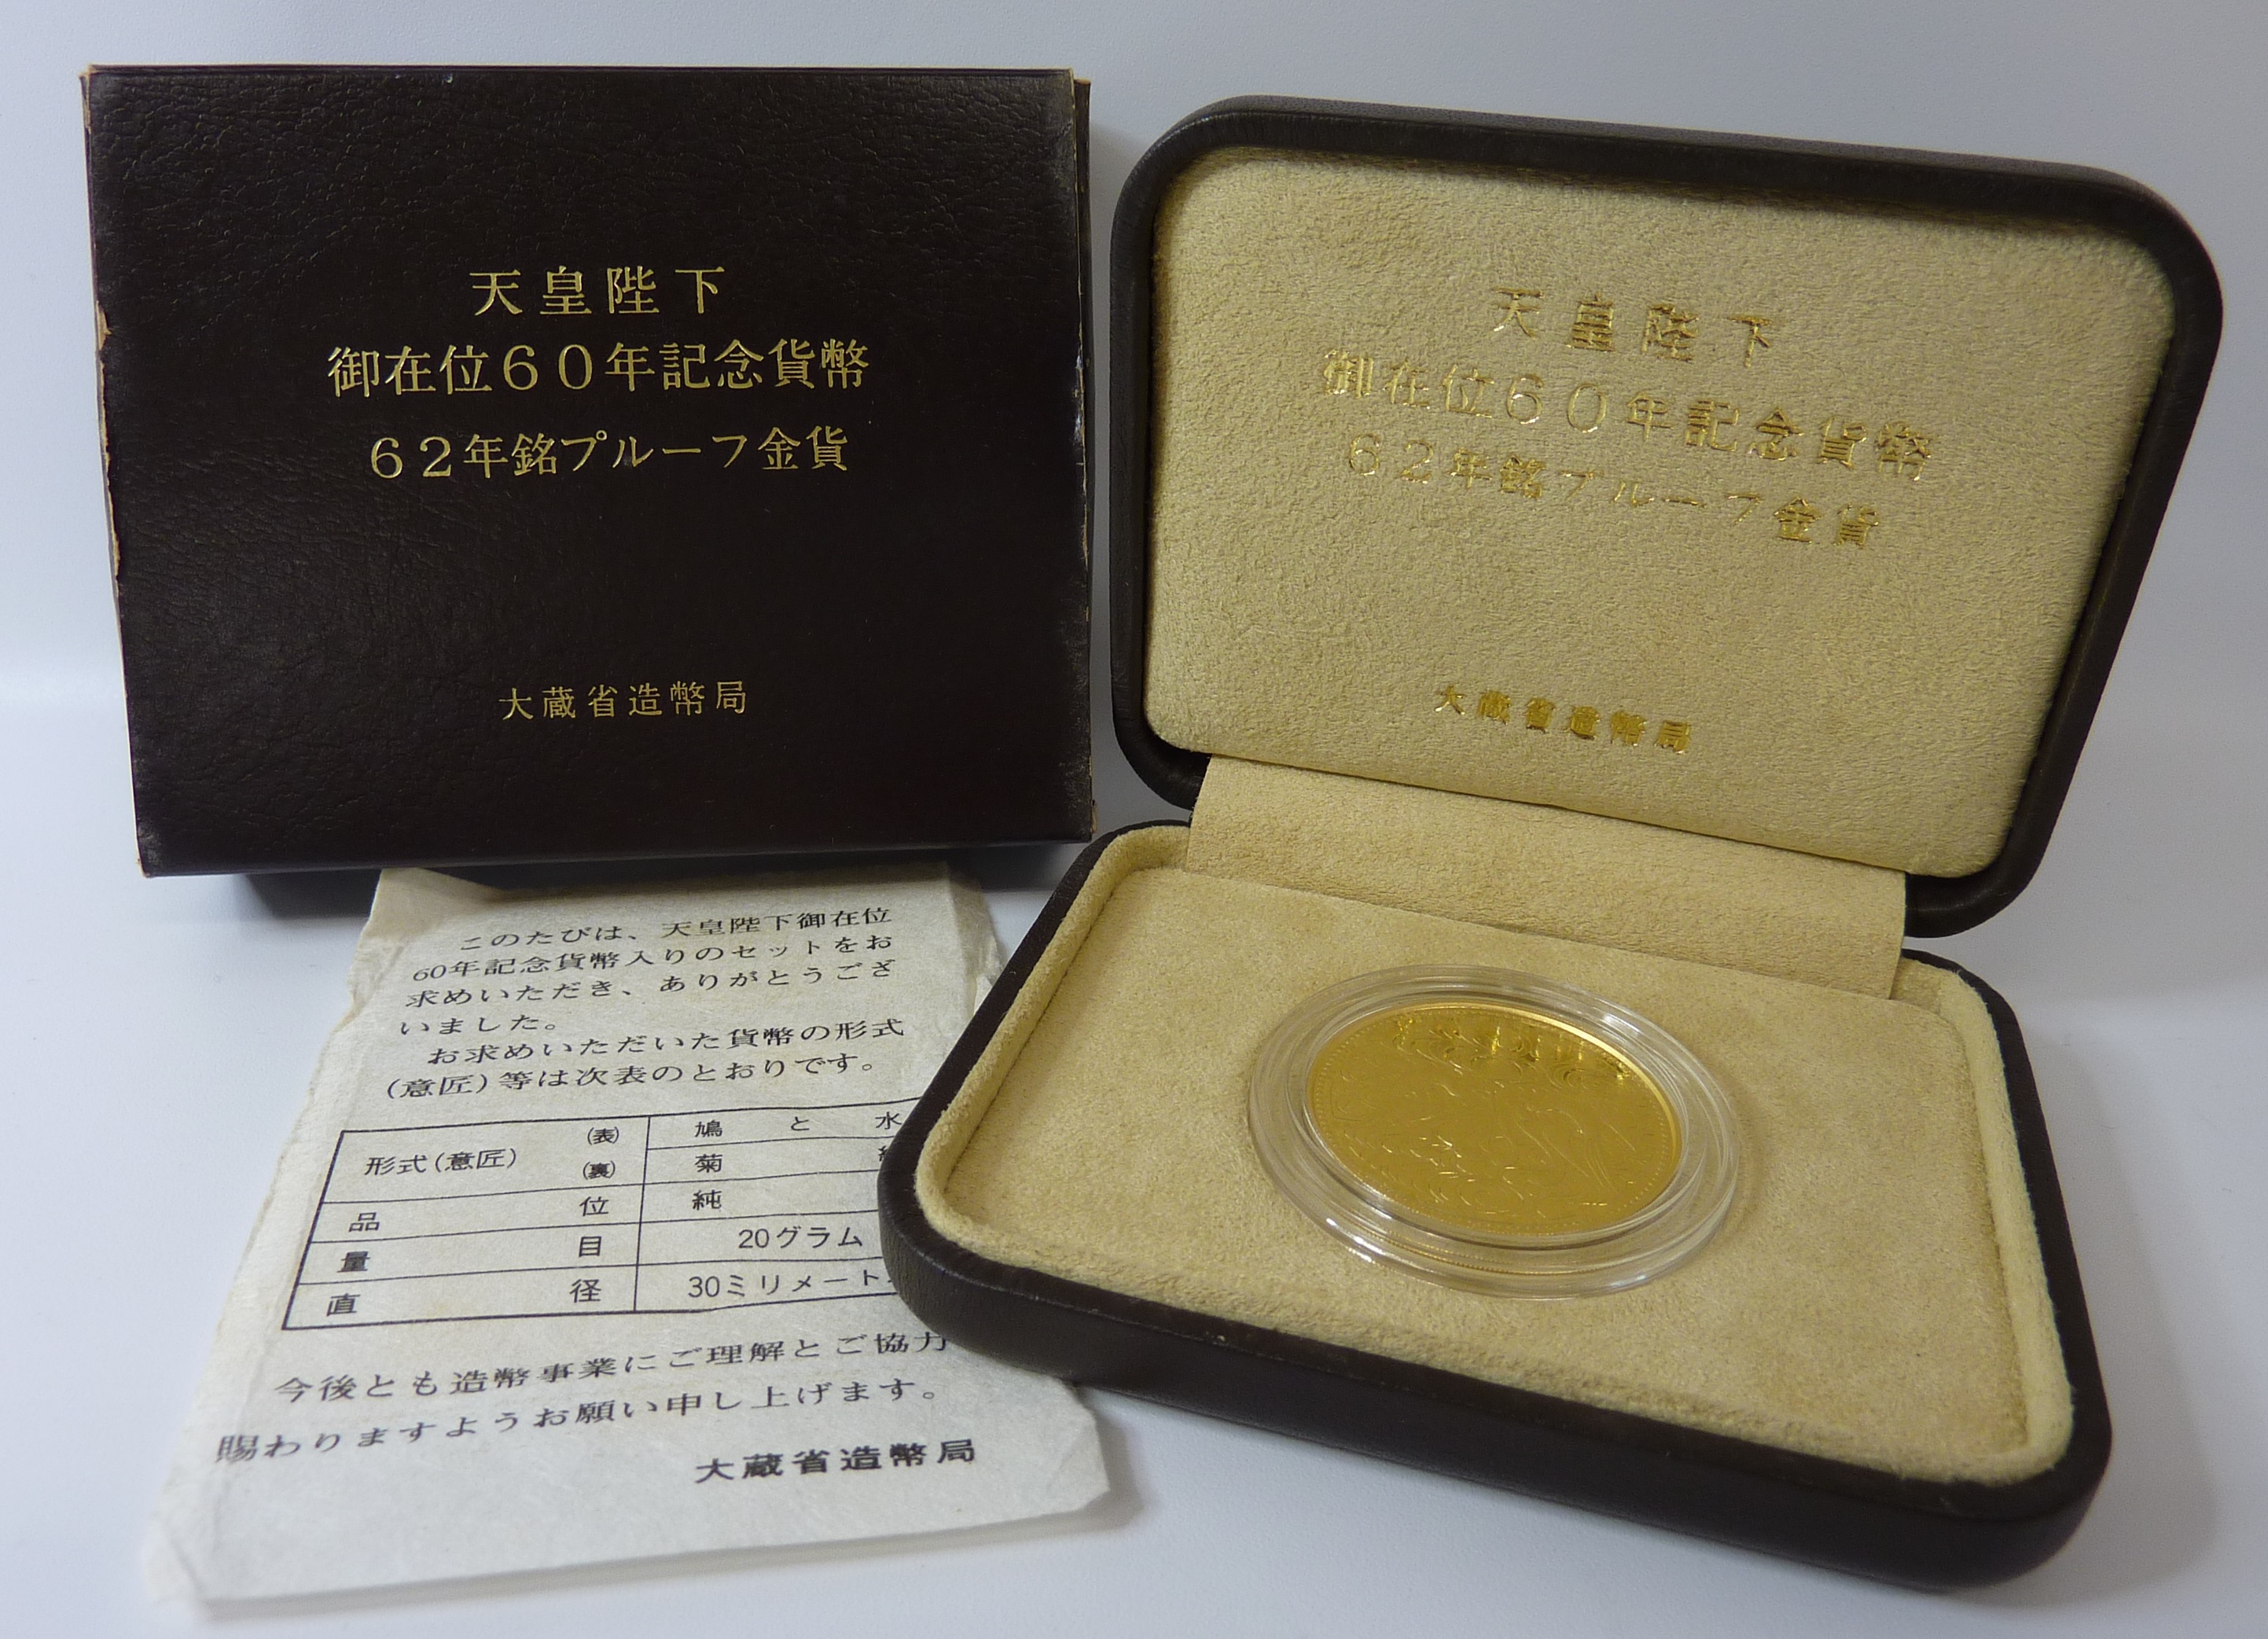 天皇陛下
御在位60年記念貨幣
62年銘プルーフ金貨
大蔵省造幣局
天皇陛下
御在位60年記念貨幣
62年銘プルーフ金貨
大蔵省造幣局
このたびは、天皇陛下御在位
60年記念貨幣入りのセットをお
求めいただき、ありがとうござ
いました。
お求めいただいた貨幣の形式
(意匠)等は次表のとおりです。
形式(意匠) (表) 鳩と水
(裏) 菊
品位 純
量目 20グラム
直径 30ミリメート
今後とも造幣事業にご理解とご協力
賜わりますようお願い申し上げます。
大蔵省造幣局